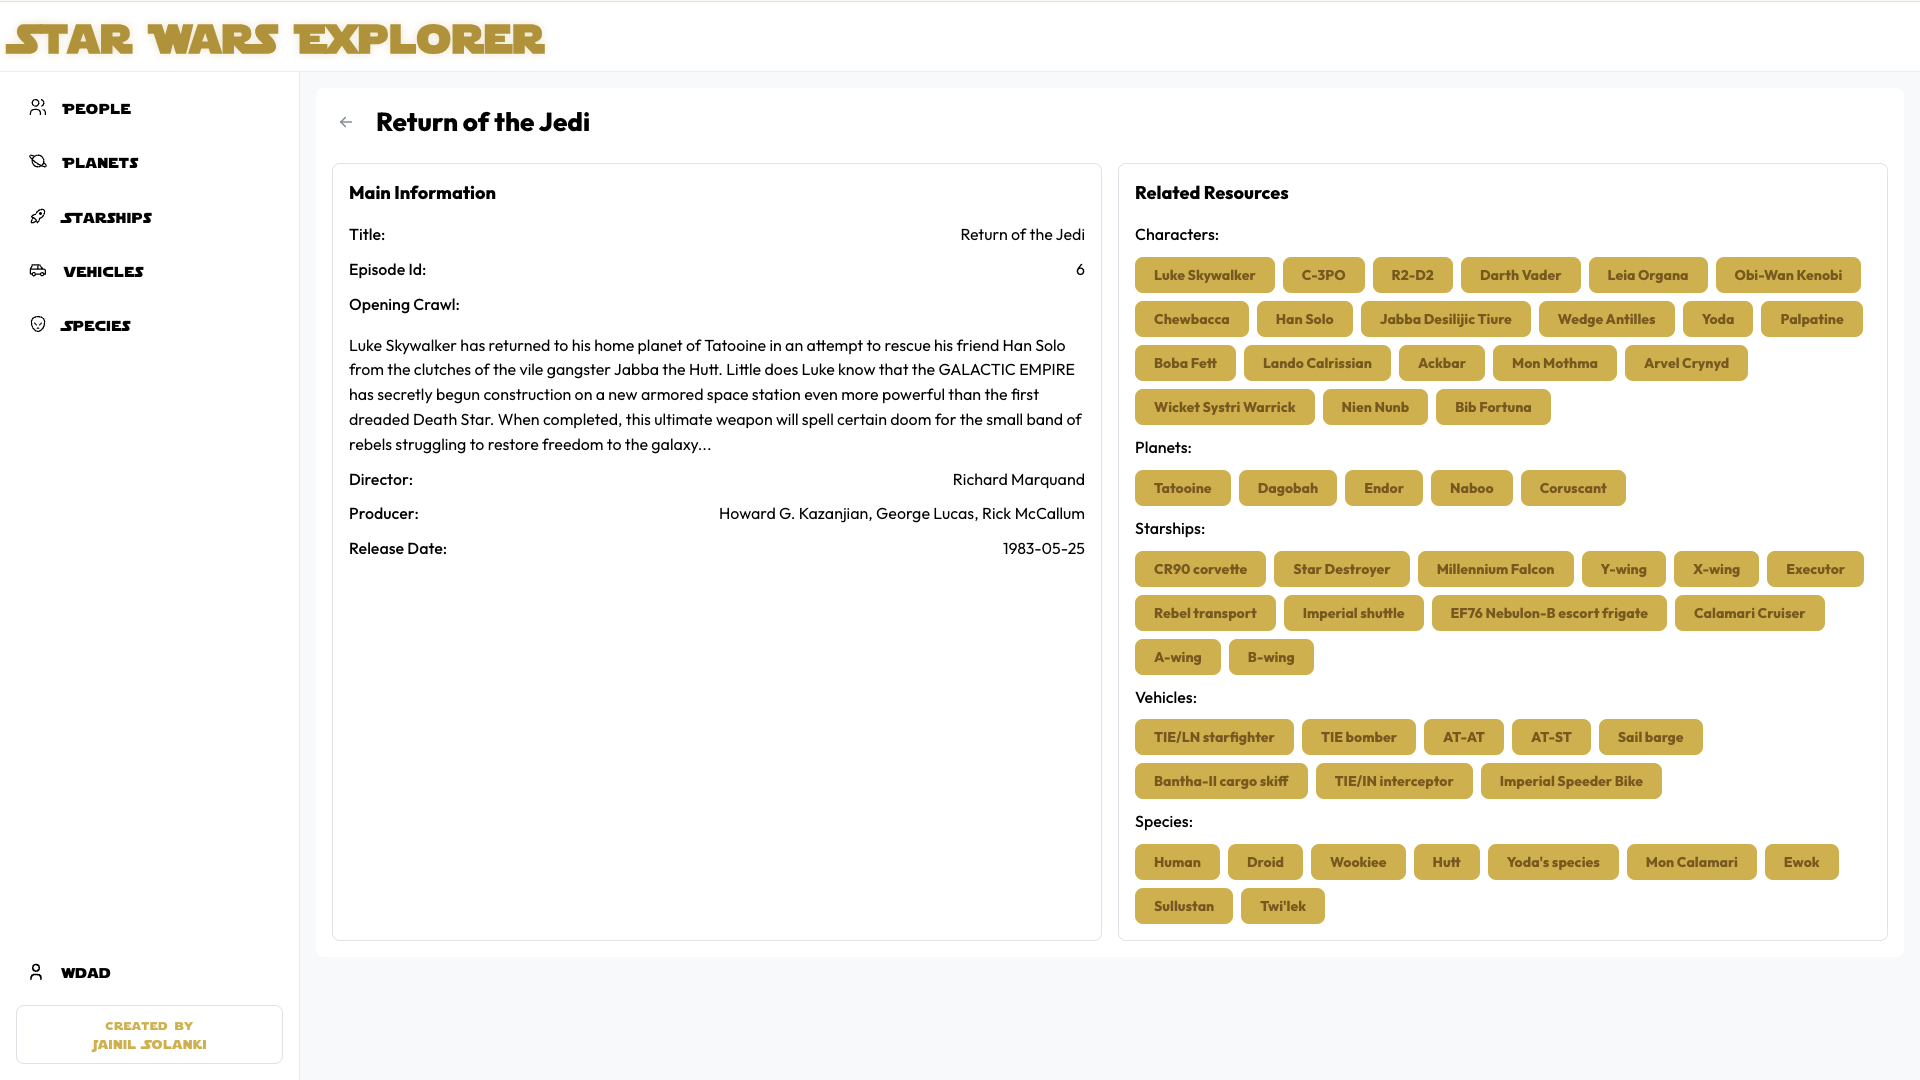 Star Wars Explorer
People
Planets
Starships
Vehicles
Species
WDAD
Created by
Jainil Solanki
Return of the Jedi
Main Information
Title: Return of the Jedi
Episode Id: 6
Opening Crawl:
Luke Skywalker has returned to his home planet of Tatooine in an attempt to rescue his friend Han Solo
from the clutches of the vile gangster Jabba the Hutt. Little does Luke know that the GALACTIC EMPIRE
has secretly begun construction on a new armored space station even more powerful than the first
dreaded Death Star. When completed, this ultimate weapon will spell certain doom for the small band of
rebels struggling to restore freedom to the galaxy...
Director: Richard Marquand
Producer: Howard G. Kazanjian, George Lucas, Rick McCallum
Release Date: 1983-05-25
Related Resources
Characters:
Luke Skywalker C-3PO R2-D2 Darth Vader Leia Organa Obi-Wan Kenobi
Chewbacca Han Solo Jabba Desilijic Tiure Wedge Antilles Yoda Palpatine
Boba Fett Lando Calrissian Ackbar Mon Mothma Arvel Crynyd
Wicket Systri Warrick Nien Nunb Bib Fortuna
Planets:
Tatooine Dagobah Endor Naboo Coruscant
Starships:
CR90 corvette Star Destroyer Millennium Falcon Y-wing X-wing Executor
Rebel transport Imperial shuttle EF76 Nebulon-B escort frigate Calamari Cruiser
A-wing B-wing
Vehicles:
TIE/LN starfighter TIE bomber AT-AT AT-ST Sail barge
Bantha-II cargo skiff TIE/IN interceptor Imperial Speeder Bike
Species:
Human Droid Wookiee Hutt Yoda's species Mon Calamari Ewok
Sullustan Twi'lek